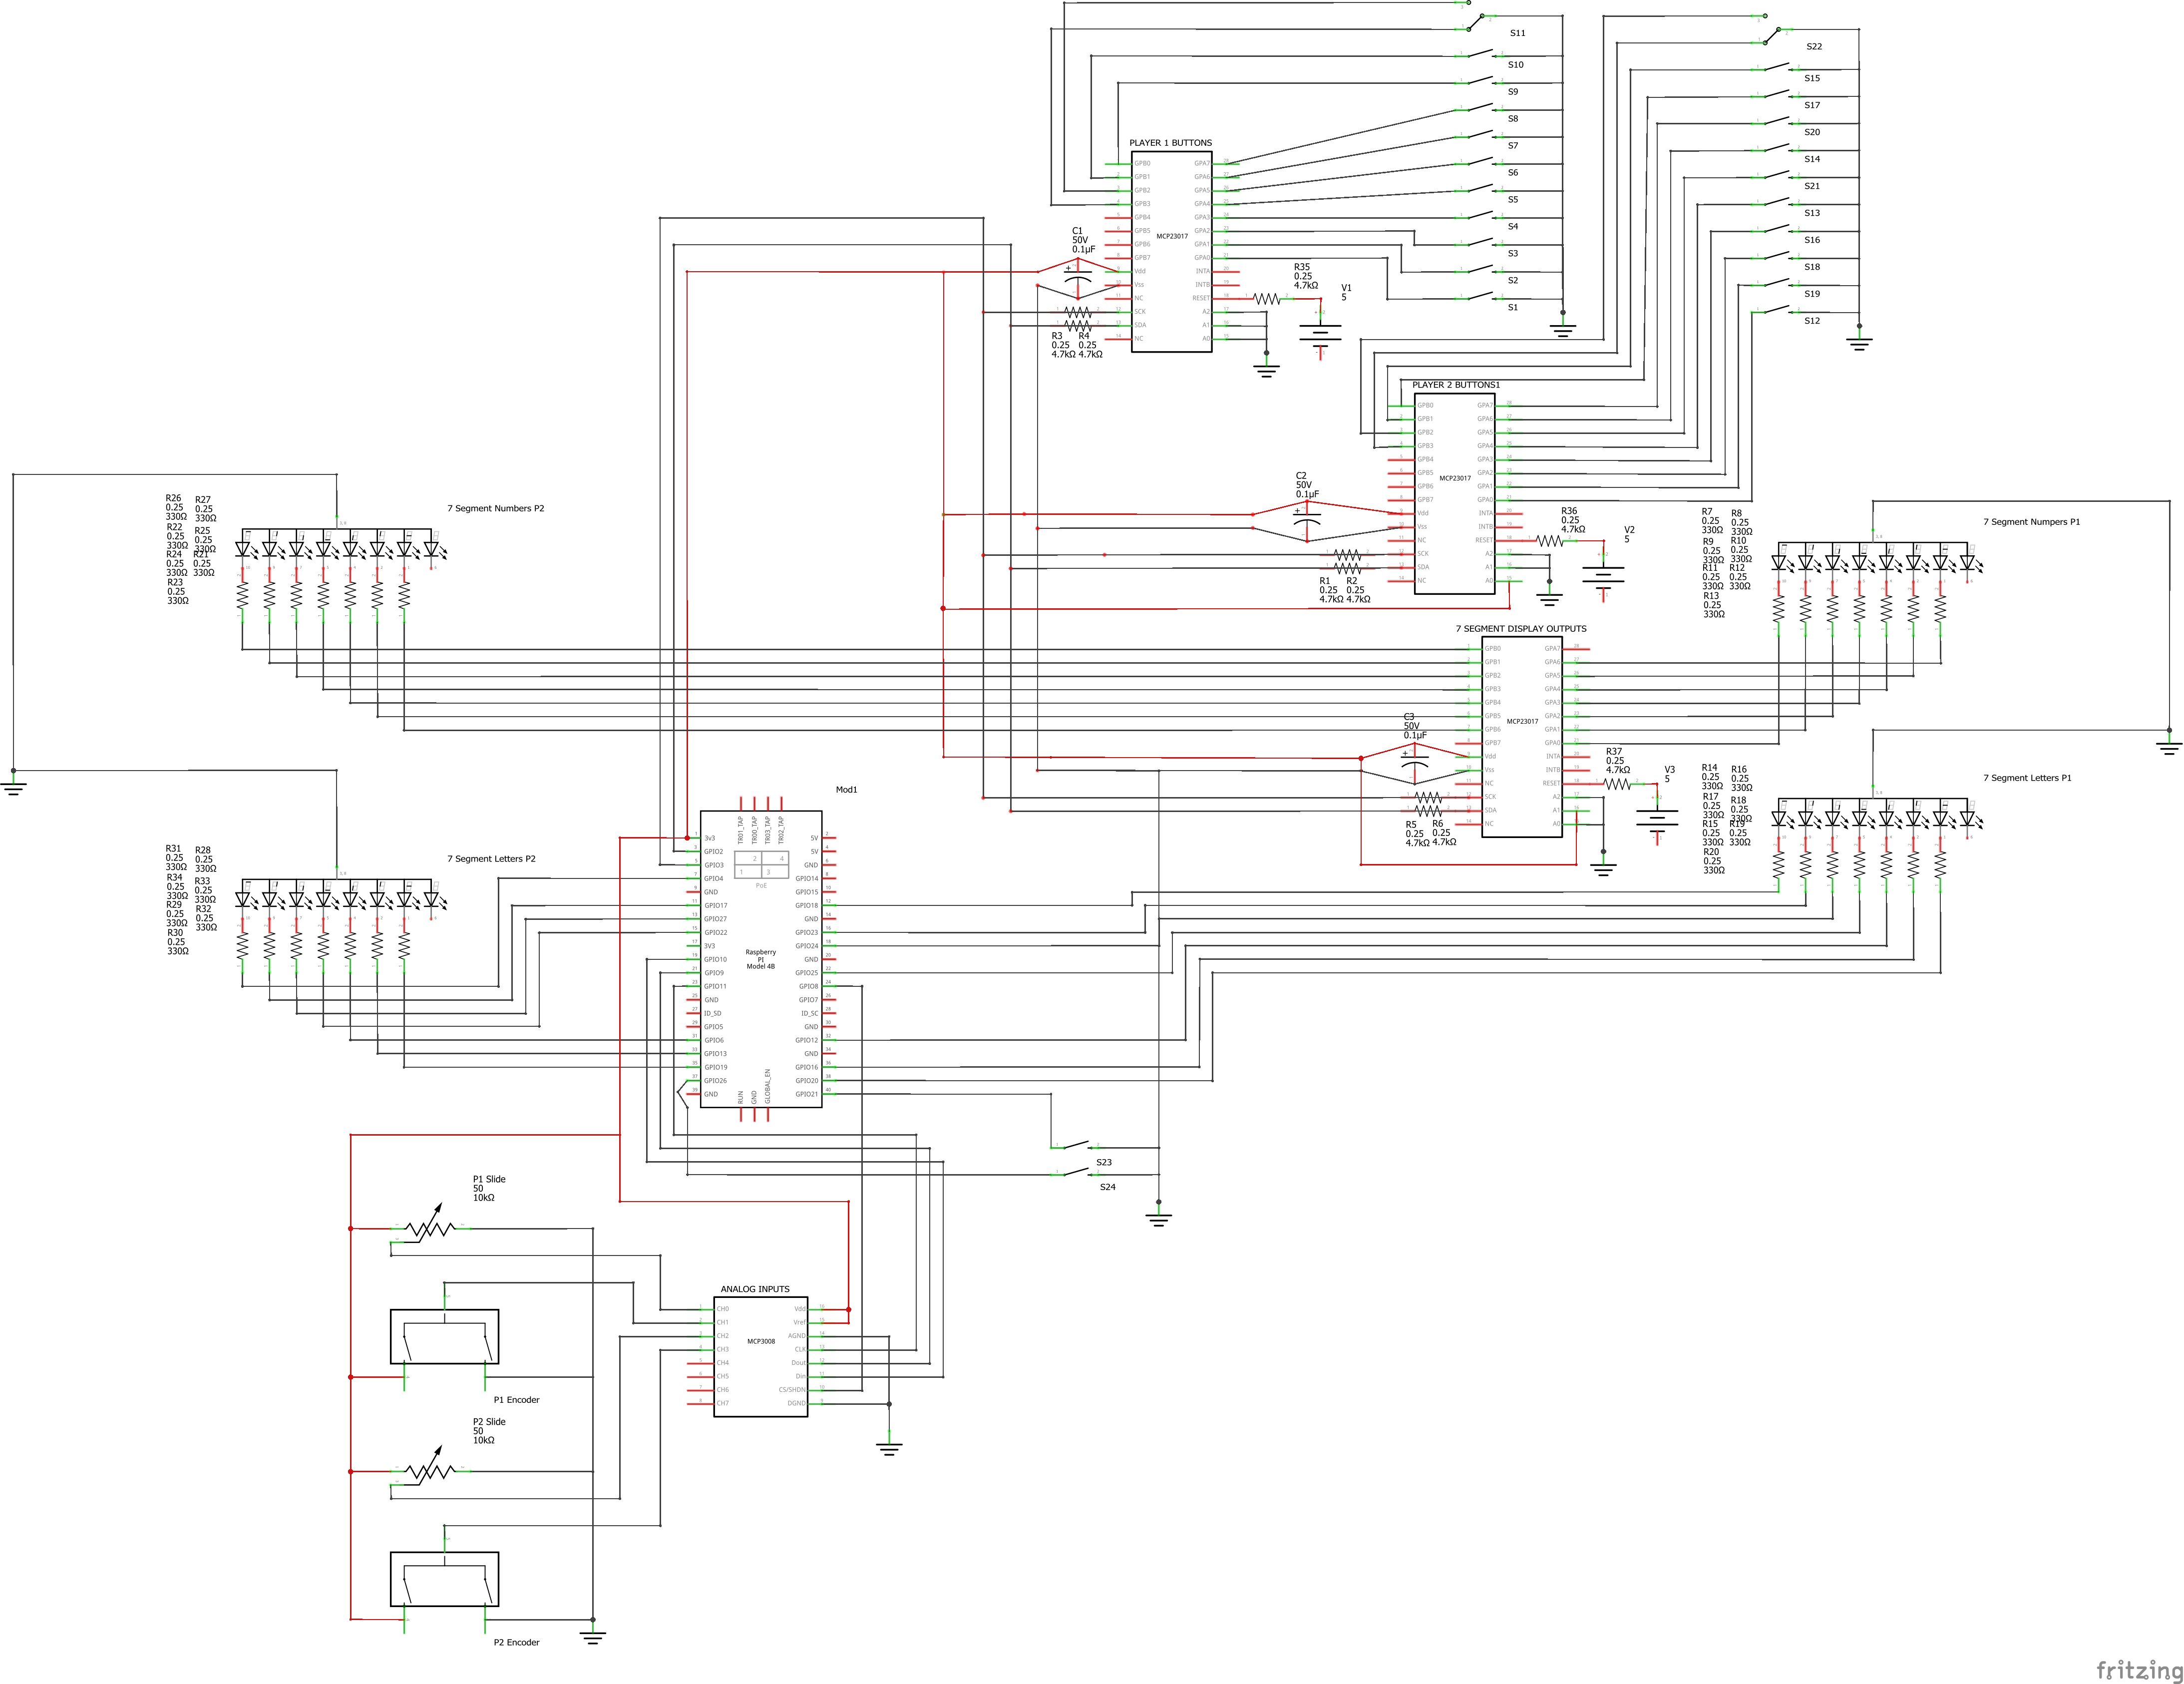 S11
S10
S9
S8
S7
S6
S5
S4
S3
S2
S1
S22
S15
S17
S20
S14
S21
S13
S16
S18
S19
S12
PLAYER 1 BUTTONS
MCP23017
GPB0
GPB1
GPB2
GPB3
GPB4
GPB5
GPB6
GPB7
Vdd
Vss
NC
SCK
SDA
NC
GPA7
GPA6
GPA5
GPA4
GPA3
GPA2
GPA1
GPA0
INTA
INTB
RESET
A2
A1
A0
C1
50V
0.1µF
R3 R4
0.25 0.25
4.7kΩ 4.7kΩ
R35
0.25
4.7kΩ
V1
5
PLAYER 2 BUTTONS1
MCP23017
GPB0
GPB1
GPB2
GPB3
GPB4
GPB5
GPB6
GPB7
Vdd
Vss
NC
SCK
SDA
NC
GPA7
GPA6
GPA5
GPA4
GPA3
GPA2
GPA1
GPA0
INTA
INTB
RESET
A2
A1
A0
C2
50V
0.1µF
R1 R2
0.25 0.25
4.7kΩ 4.7kΩ
R36
0.25
4.7kΩ
V2
5
R26 R27
0.25 0.25
330Ω 330Ω
R22 R25
0.25 0.25
330Ω 330Ω
R24 R21
0.25 0.25
330Ω 330Ω
R23
0.25
330Ω
7 Segment Numbers P2
R7 R8
0.25 0.25
330Ω 330Ω
R9 R10
0.25 0.25
330Ω 330Ω
R11 R12
0.25 0.25
330Ω 330Ω
R13
0.25
330Ω
7 Segment Numbers P1
7 SEGMENT DISPLAY OUTPUTS
MCP23017
GPB0
GPB1
GPB2
GPB3
GPB4
GPB5
GPB6
GPB7
Vdd
Vss
NC
SCK
SDA
NC
GPA7
GPA6
GPA5
GPA4
GPA3
GPA2
GPA1
GPA0
INTA
INTB
RESET
A2
A1
A0
C3
50V
0.1µF
R5 R6
0.25 0.25
4.7kΩ 4.7kΩ
R37
0.25
4.7kΩ
V3
5
R14 R16
0.25 0.25
330Ω 330Ω
R17 R18
0.25 0.25
330Ω 330Ω
R15 R19
0.25 0.25
330Ω 330Ω
R20
0.25
330Ω
7 Segment Letters P1
R31 R28
0.25 0.25
330Ω 330Ω
R34 R33
0.25 0.25
330Ω 330Ω
R29 R32
0.25 0.25
330Ω 330Ω
R30
0.25
330Ω
7 Segment Letters P2
Mod1
TR01_TAP
TR00_TAP
TR03_TAP
TR02_TAP
2 4
1 3
PoE
Raspberry
PI
Model 4B
3v3
GPIO2
GPIO3
GPIO4
GND
GPIO17
GPIO27
GPIO22
3V3
GPIO10
GPIO9
GPIO11
GND
ID_SD
GPIO5
GPIO6
GPIO13
GPIO19
GPIO26
GND
5V
5V
GND
GPIO14
GPIO15
GPIO18
GND
GPIO23
GPIO24
GND
GPIO25
GPIO8
GPIO7
ID_SC
GND
GPIO12
GND
GPIO16
GPIO20
GPIO21
RUN
GND
GLOBAL_EN
S23
S24
P1 Slide
50
10kΩ
P1 Encoder
P2 Slide
50
10kΩ
P2 Encoder
ANALOG INPUTS
MCP3008
CH0
CH1
CH2
CH3
CH4
CH5
CH6
CH7
Vdd
Vref
AGND
CLK
Dout
Din
CS/SHDN
DGND
fritzing